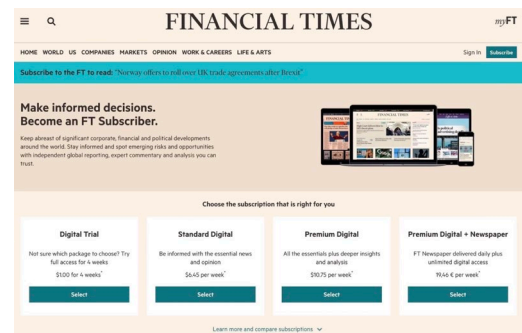 FINANCIAL TIMES
myFT
HOME WORLD US COMPANIES MARKETS OPINION WORK & CAREERS LIFE & ARTS
Sign In Subscribe
Subscribe to the FT to read: "Norway offers to roll over UK trade agreements after Brexit"
Make informed decisions.
Become an FT Subscriber.
Keep abreast of significant corporate, financial and political developments
around the world. Stay informed and spot emerging risks and opportunities
with independent global reporting, expert commentary and analysis you can
trust.
FINANCIAL TIMES
Choose the subscription that is right for you
Digital Trial
Not sure which package to choose? Try
full access for 4 weeks
$1.00 for 4 weeks*
Select
Standard Digital
Be informed with the essential news
and opinion
$6.45 per week*
Select
Premium Digital
All the essentials plus deeper insights
and analysis
$10.75 per week*
Select
Premium Digital + Newspaper
FT Newspaper delivered daily plus
unlimited digital access
19,46 € per week*
Select
Learn more and compare subscriptions